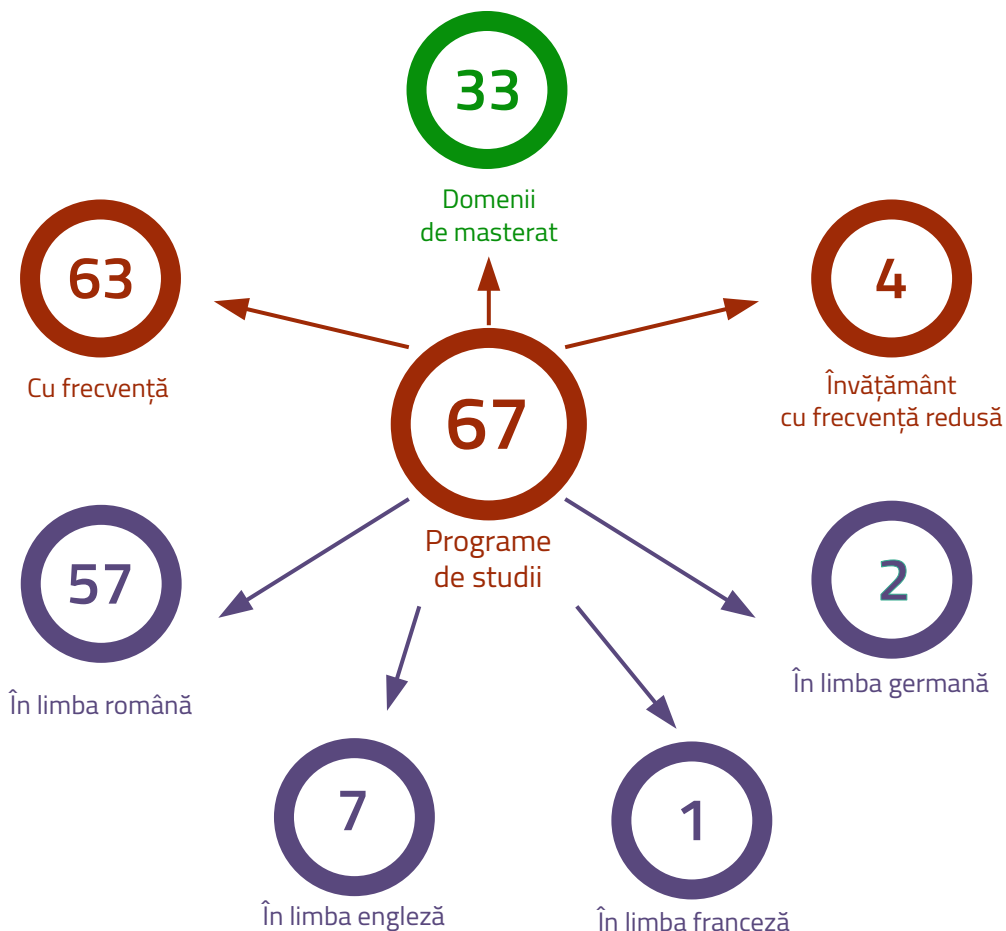 33
Domenii
de masterat
63
Cu frecvență
4
Învățământ
cu frecvență redusă
67
Programe
de studii
57
În limba română
2
În limba germană
7
În limba engleză
1
În limba franceză